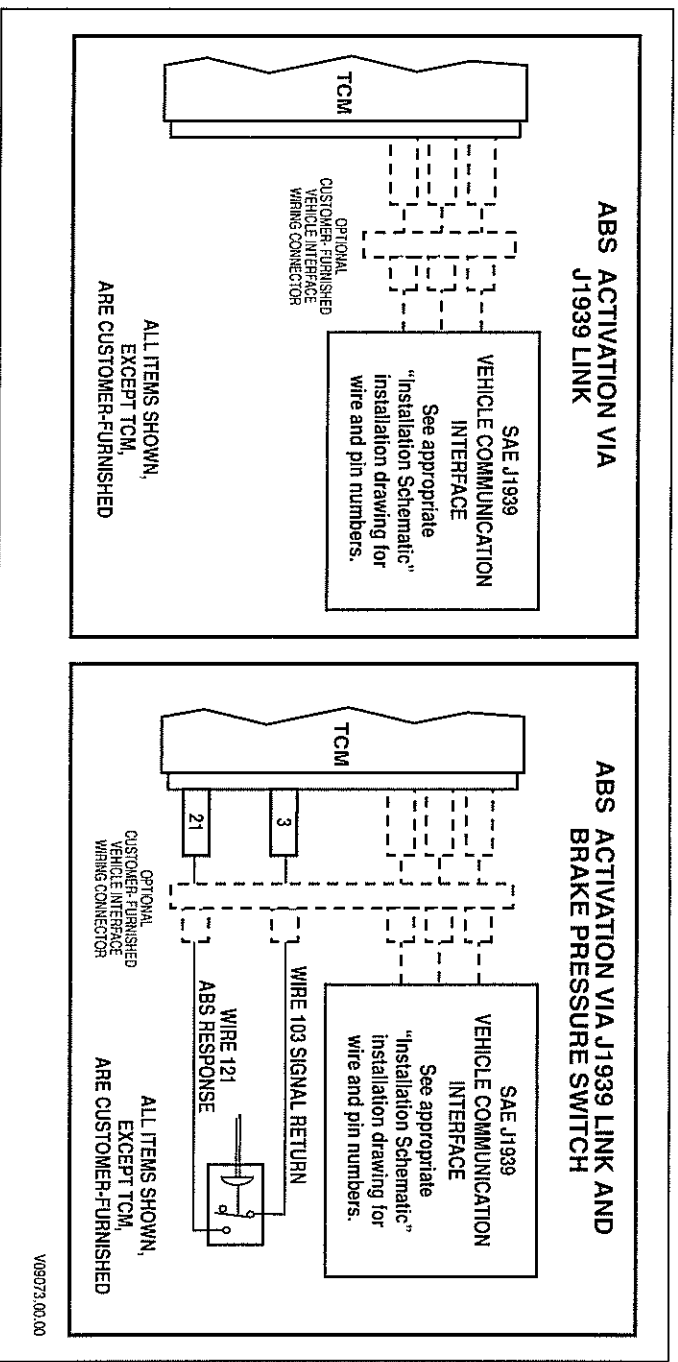 ABS ACTIVATION VIA
J1939 LINK
TCM
OPTIONAL
CUSTOMER- FURNISHED
VEHICLE INTERFACE
WIRING CONNECTOR
SAE J1939
VEHICLE COMMUNICATION
INTERFACE
See appropriate
"Installation Schematic"
installation drawing for
wire and pin numbers.
ALL ITEMS SHOWN,
EXCEPT TCM,
ARE CUSTOMER-FURNISHED
ABS ACTIVATION VIA J1939 LINK AND
BRAKE PRESSURE SWITCH
TCM
3
21
SAE J1939
VEHICLE COMMUNICATION
INTERFACE
See appropriate
"Installation Schematic"
installation drawing for
wire and pin numbers.
WIRE 103 SIGNAL RETURN
WIRE 121
ABS RESPONSE
OPTIONAL
CUSTOMER- FURNISHED
VEHICLE INTERFACE
WIRING CONNECTOR
ALL ITEMS SHOWN,
EXCEPT TCM,
ARE CUSTOMER-FURNISHED
V09073.00.00